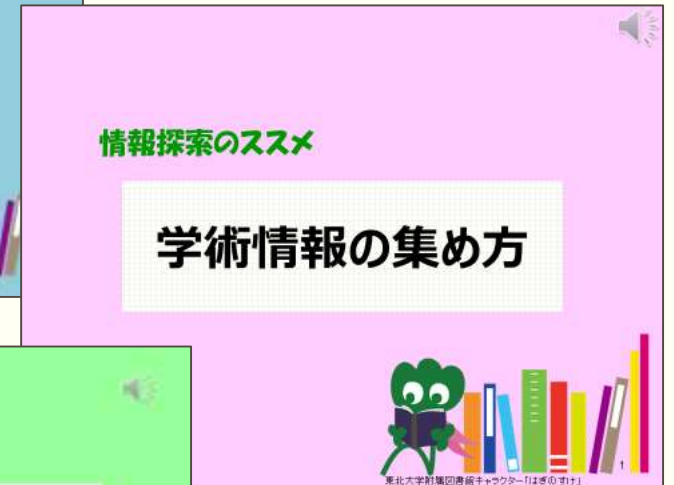 情報探索のススメ
学術情報の集め方
1
東北大学附属図書館キャラクター「はぎのすけ」